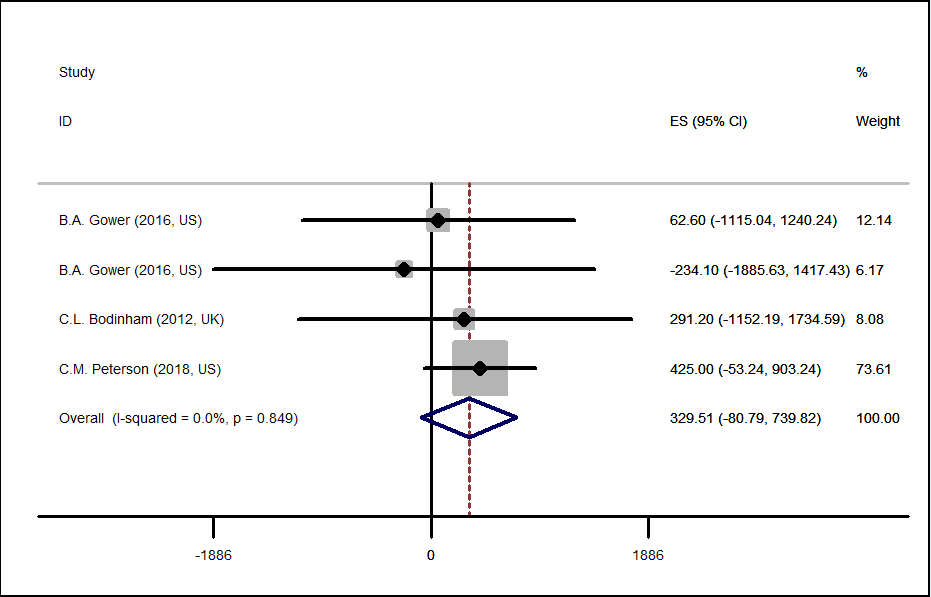 Study %
ID ES (95% CI) Weight
B.A. Gower (2016, US) 62.60 (-1115.04, 1240.24) 12.14
B.A. Gower (2016, US) -234.10 (-1885.63, 1417.43) 6.17
C.L. Bodinham (2012, UK) 291.20 (-1152.19, 1734.59) 8.08
C.M. Peterson (2018, US) 425.00 (-53.24, 903.24) 73.61
Overall (I-squared = 0.0%, p = 0.849) 329.51 (-80.79, 739.82) 100.00
-1886 0 1886